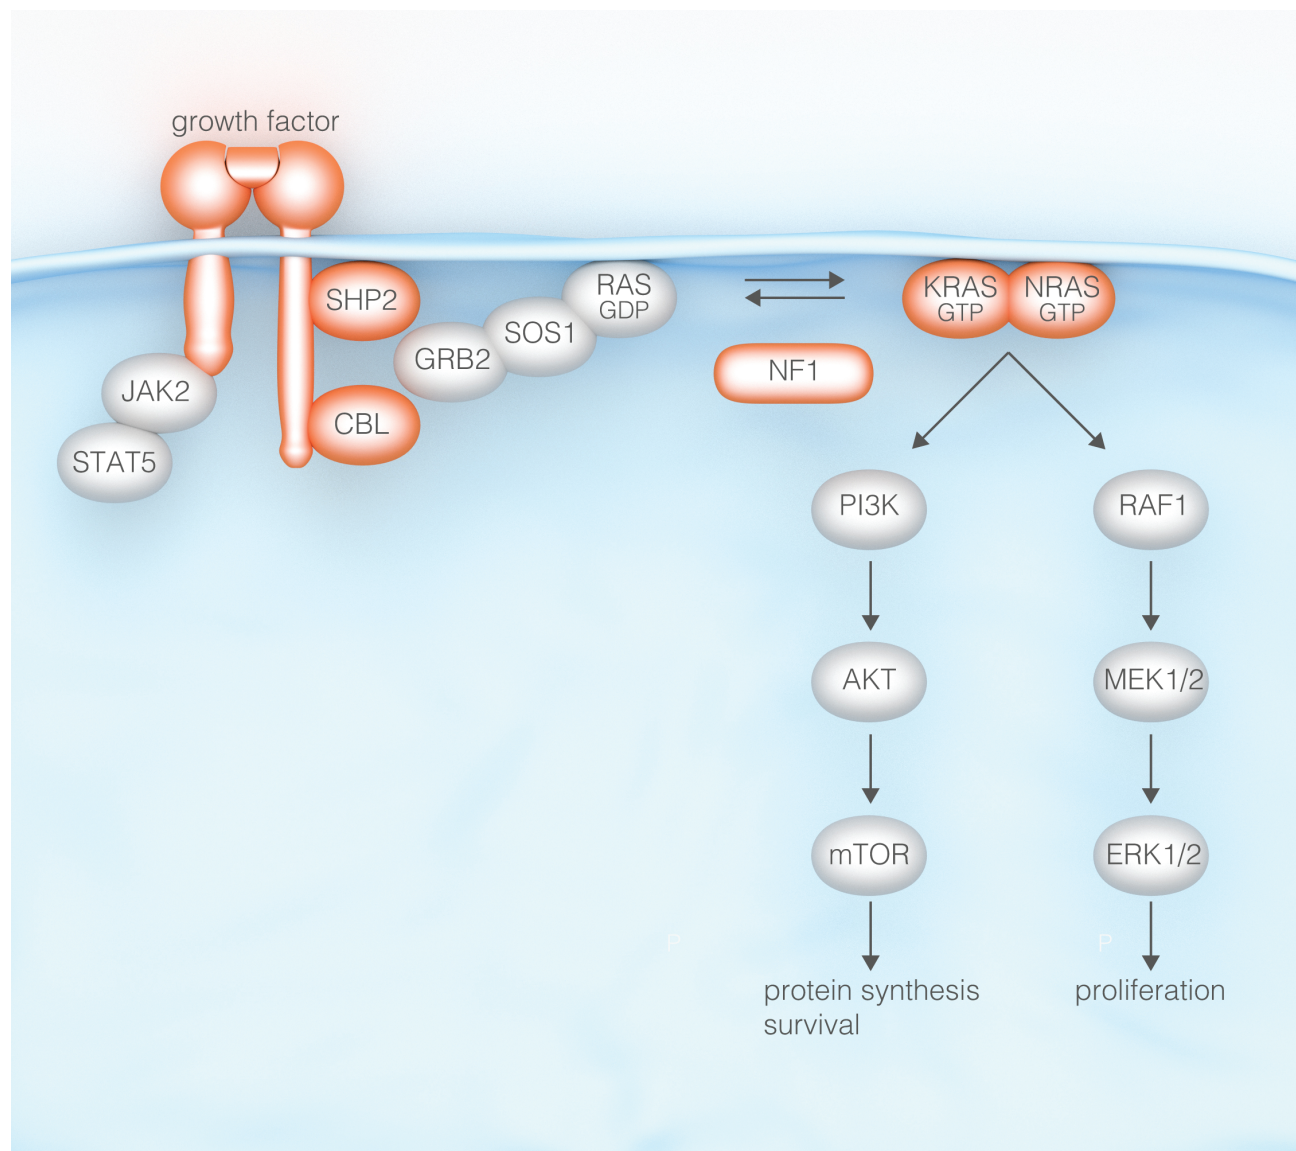 growth factor
SHP2
RAS
GDP
KRAS
GTP
NRAS
GTP
SOS1
GRB2
NF1
JAK2
CBL
STAT5
PI3K
RAF1
AKT
MEK1/2
mTOR
ERK1/2
P
P
protein synthesis
survival
proliferation